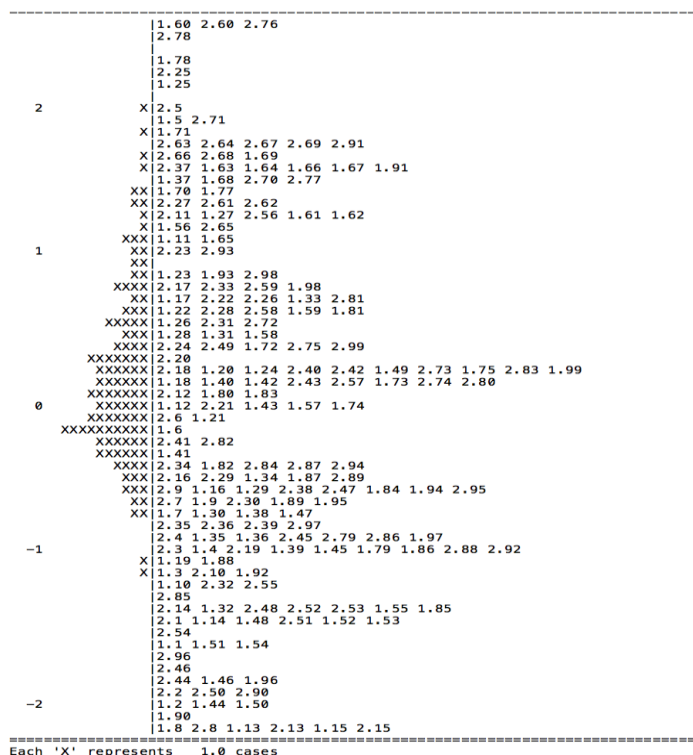 |1.60 2.60 2.76
|2.78
|
|1.78
|2.25
|1.25
|
2 X|2.5
|1.5 2.71
X|1.71
|2.63 2.64 2.67 2.69 2.91
X|2.66 2.68 1.69
X|2.37 1.63 1.64 1.66 1.67 1.91
|1.37 1.68 2.70 2.77
XX|1.70 1.77
XX|2.27 2.61 2.62
X|2.11 1.27 2.56 1.61 1.62
X|1.56 2.65
XXX|1.11 1.65
1 XX|2.23 2.93
XX|
XX|1.23 1.93 2.98
XXXX|2.17 2.33 2.59 1.98
XX|1.17 2.22 2.26 1.33 2.81
XXX|1.22 2.28 2.58 1.59 1.81
XXXXX|1.26 2.31 2.72
XXX|1.28 1.31 1.58
XXXX|2.24 2.49 1.72 2.75 2.99
XXXXXXX|2.20
XXXXXX|2.18 1.20 1.24 2.40 2.42 1.49 2.73 1.75 2.83 1.99
XXXXXX|1.18 1.40 1.42 2.43 2.57 1.73 2.74 2.80
XXXXXXX|2.12 1.80 1.83
0 XXXXXX|1.12 2.21 1.43 1.57 1.74
XXXXXXX|2.6 1.21
XXXXXXXXXX|1.6
XXXXXX|2.41 2.82
XXXXXX|1.41
XXXX|2.34 1.82 2.84 2.87 2.94
XXX|2.16 2.29 1.34 1.87 2.89
XXX|2.9 1.16 1.29 2.38 2.47 1.84 1.94 2.95
XX|2.7 1.9 2.30 1.89 1.95
XX|1.7 1.30 1.38 1.47
|2.35 2.36 2.39 2.97
|2.4 1.35 1.36 2.45 2.79 2.86 1.97
-1 |2.3 1.4 2.19 1.39 1.45 1.79 1.86 2.88 2.92
X|1.19 1.88
X|1.3 2.10 1.92
|1.10 2.32 2.55
|2.85
|2.14 1.32 2.48 2.52 2.53 1.55 1.85
|2.1 1.14 1.48 2.51 1.52 1.53
|2.54
|1.1 1.51 1.54
|2.96
|2.46
|2.44 1.46 1.96
|2.2 2.50 2.90
-2 |1.2 1.44 1.50
|1.90
|1.8 2.8 1.13 2.13 1.15 2.15
Each 'X' represents 1.0 cases